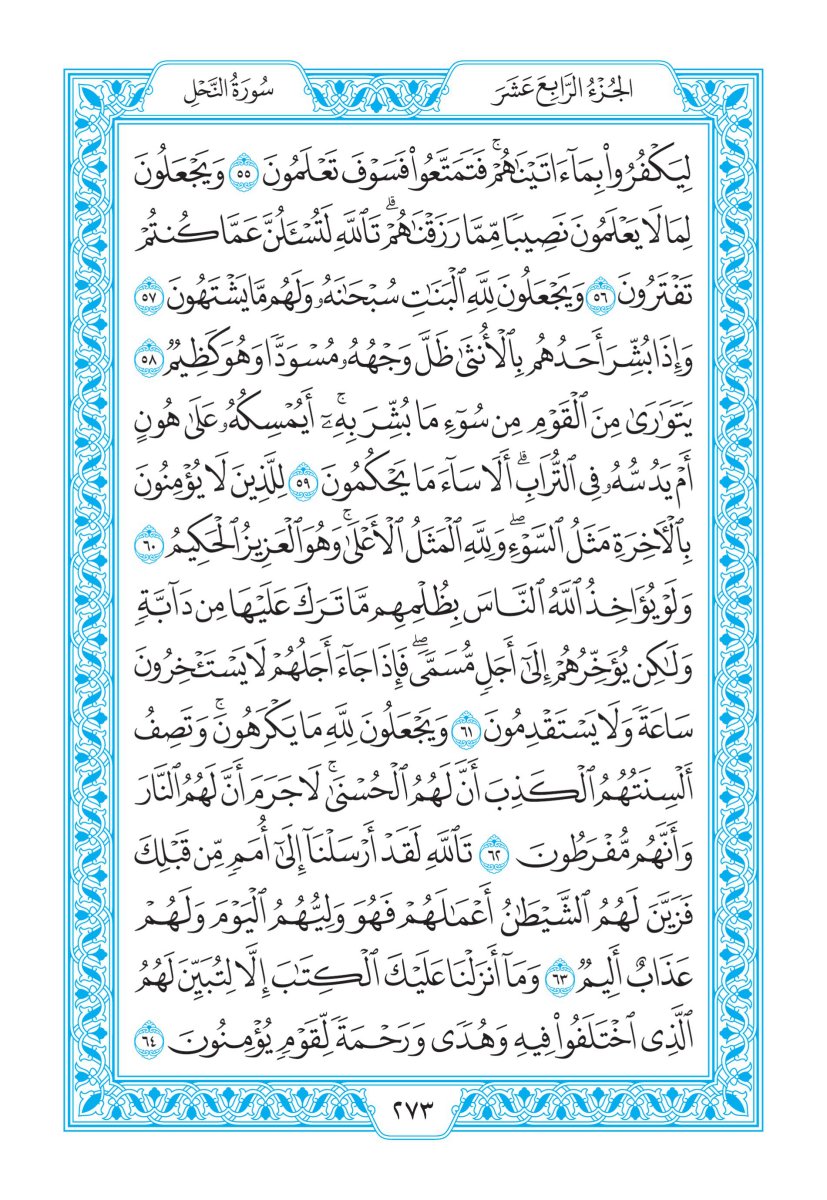 الجُزْءُ الرَّابِعَ عَشَرَ
سُورَةُ النَّحْلِ
لِيَكْفُرُوا۟ بِمَآ ءَاتَيْنَـٰهُمْ ۚ فَتَمَتَّعُوا۟ فَسَوْفَ تَعْلَمُونَ ٥٥ وَيَجْعَلُونَ
لِمَا لَا يَعْلَمُونَ نَصِيبًا مِّمَّا رَزَقْنَـٰهُمْ ۗ تَٱللَّهِ لَتُسْـَٔلُنَّ عَمَّا كُنتُمْ
تَفْتَرُونَ ٥٦ وَيَجْعَلُونَ لِلَّهِ ٱلْبَنَـٰتِ سُبْحَـٰنَهُۥ وَلَهُم مَّا يَشْتَهُونَ ٥٧
وَإِذَا بُشِّرَ أَحَدُهُم بِٱلْأُنثَىٰ ظَلَّ وَجْهُهُۥ مُسْوَدًّا وَهُوَ كَظِيمٌ ٥٨
يَتَوَٰرَىٰ مِنَ ٱلْقَوْمِ مِن سُوٓءِ مَا بُشِّرَ بِهِۦٓ ۚ أَيُمْسِكُهُۥ عَلَىٰ هُونٍ
أَمْ يَدُسُّهُۥ فِى ٱلتُّرَابِ ۗ أَلَا سَآءَ مَا يَحْكُمُونَ ٥٩ لِلَّذِينَ لَا يُؤْمِنُونَ
بِٱلْـَٔاخِرَةِ مَثَلُ ٱلسَّوْءِ ۖ وَلِلَّهِ ٱلْمَثَلُ ٱلْأَعْلَىٰ ۚ وَهُوَ ٱلْعَزِيزُ ٱلْحَكِيمُ ٦٠
وَلَوْ يُؤَاخِذُ ٱللَّهُ ٱلنَّاسَ بِظُلْمِهِم مَّا تَرَكَ عَلَيْهَا مِن دَآبَّةٍ
وَلَـٰكِن يُؤَخِّرُهُمْ إِلَىٰٓ أَجَلٍ مُّسَمًّى ۖ فَإِذَا جَآءَ أَجَلُهُمْ لَا يَسْتَـْٔخِرُونَ
سَاعَةً وَلَا يَسْتَقْدِمُونَ ٦١ وَيَجْعَلُونَ لِلَّهِ مَا يَكْرَهُونَ ۚ وَتَصِفُ
أَلْسِنَتُهُمُ ٱلْكَذِبَ أَنَّ لَهُمُ ٱلْحُسْنَىٰ ۚ لَا جَرَمَ أَنَّ لَهُمُ ٱلنَّارَ
وَأَنَّهُم مُّفْرَطُونَ ٦٢ تَٱللَّهِ لَقَدْ أَرْسَلْنَآ إِلَىٰٓ أُمَمٍ مِّن قَبْلِكَ
فَزَيَّنَ لَهُمُ ٱلشَّيْطَـٰنُ أَعْمَـٰلَهُمْ فَهُوَ وَلِيُّهُمُ ٱلْيَوْمَ وَلَهُمْ
عَذَابٌ أَلِيمٌ ٦٣ وَمَآ أَنزَلْنَا عَلَيْكَ ٱلْكِتَـٰبَ إِلَّا لِتُبَيِّنَ لَهُمُ
ٱلَّذِى ٱخْتَلَفُوا۟ فِيهِ ۙ وَهُدًى وَرَحْمَةً لِّقَوْمٍ يُؤْمِنُونَ ٦٤
٢٧٣